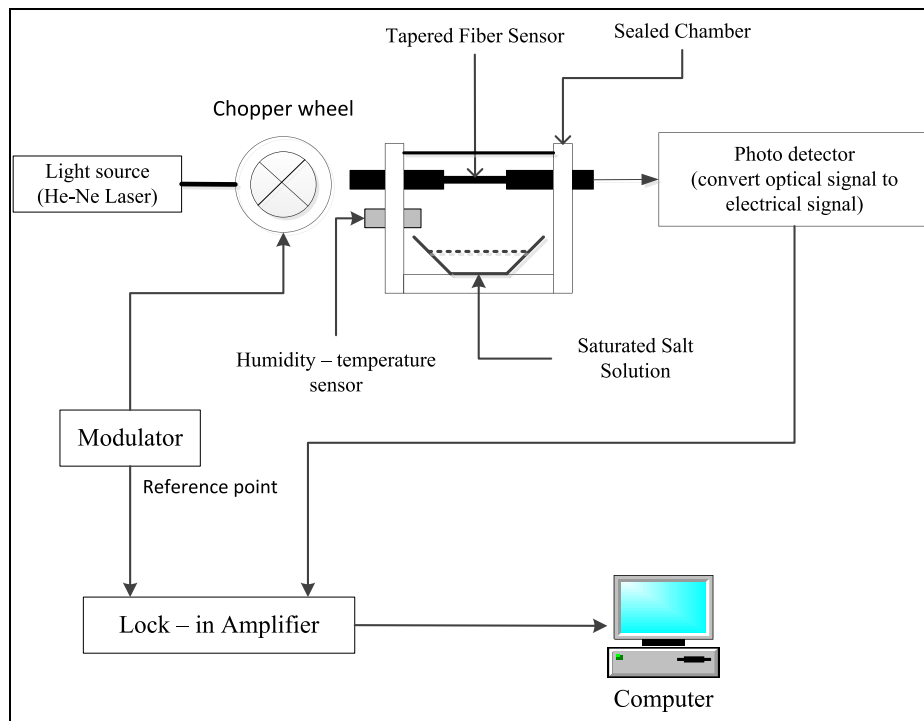 Tapered Fiber Sensor
Sealed Chamber
Chopper wheel
Light source
(He-Ne Laser)
Photo detector
(convert optical signal to
electrical signal)
Humidity – temperature
sensor
Saturated Salt
Solution
Modulator
Reference point
Lock – in Amplifier
Computer